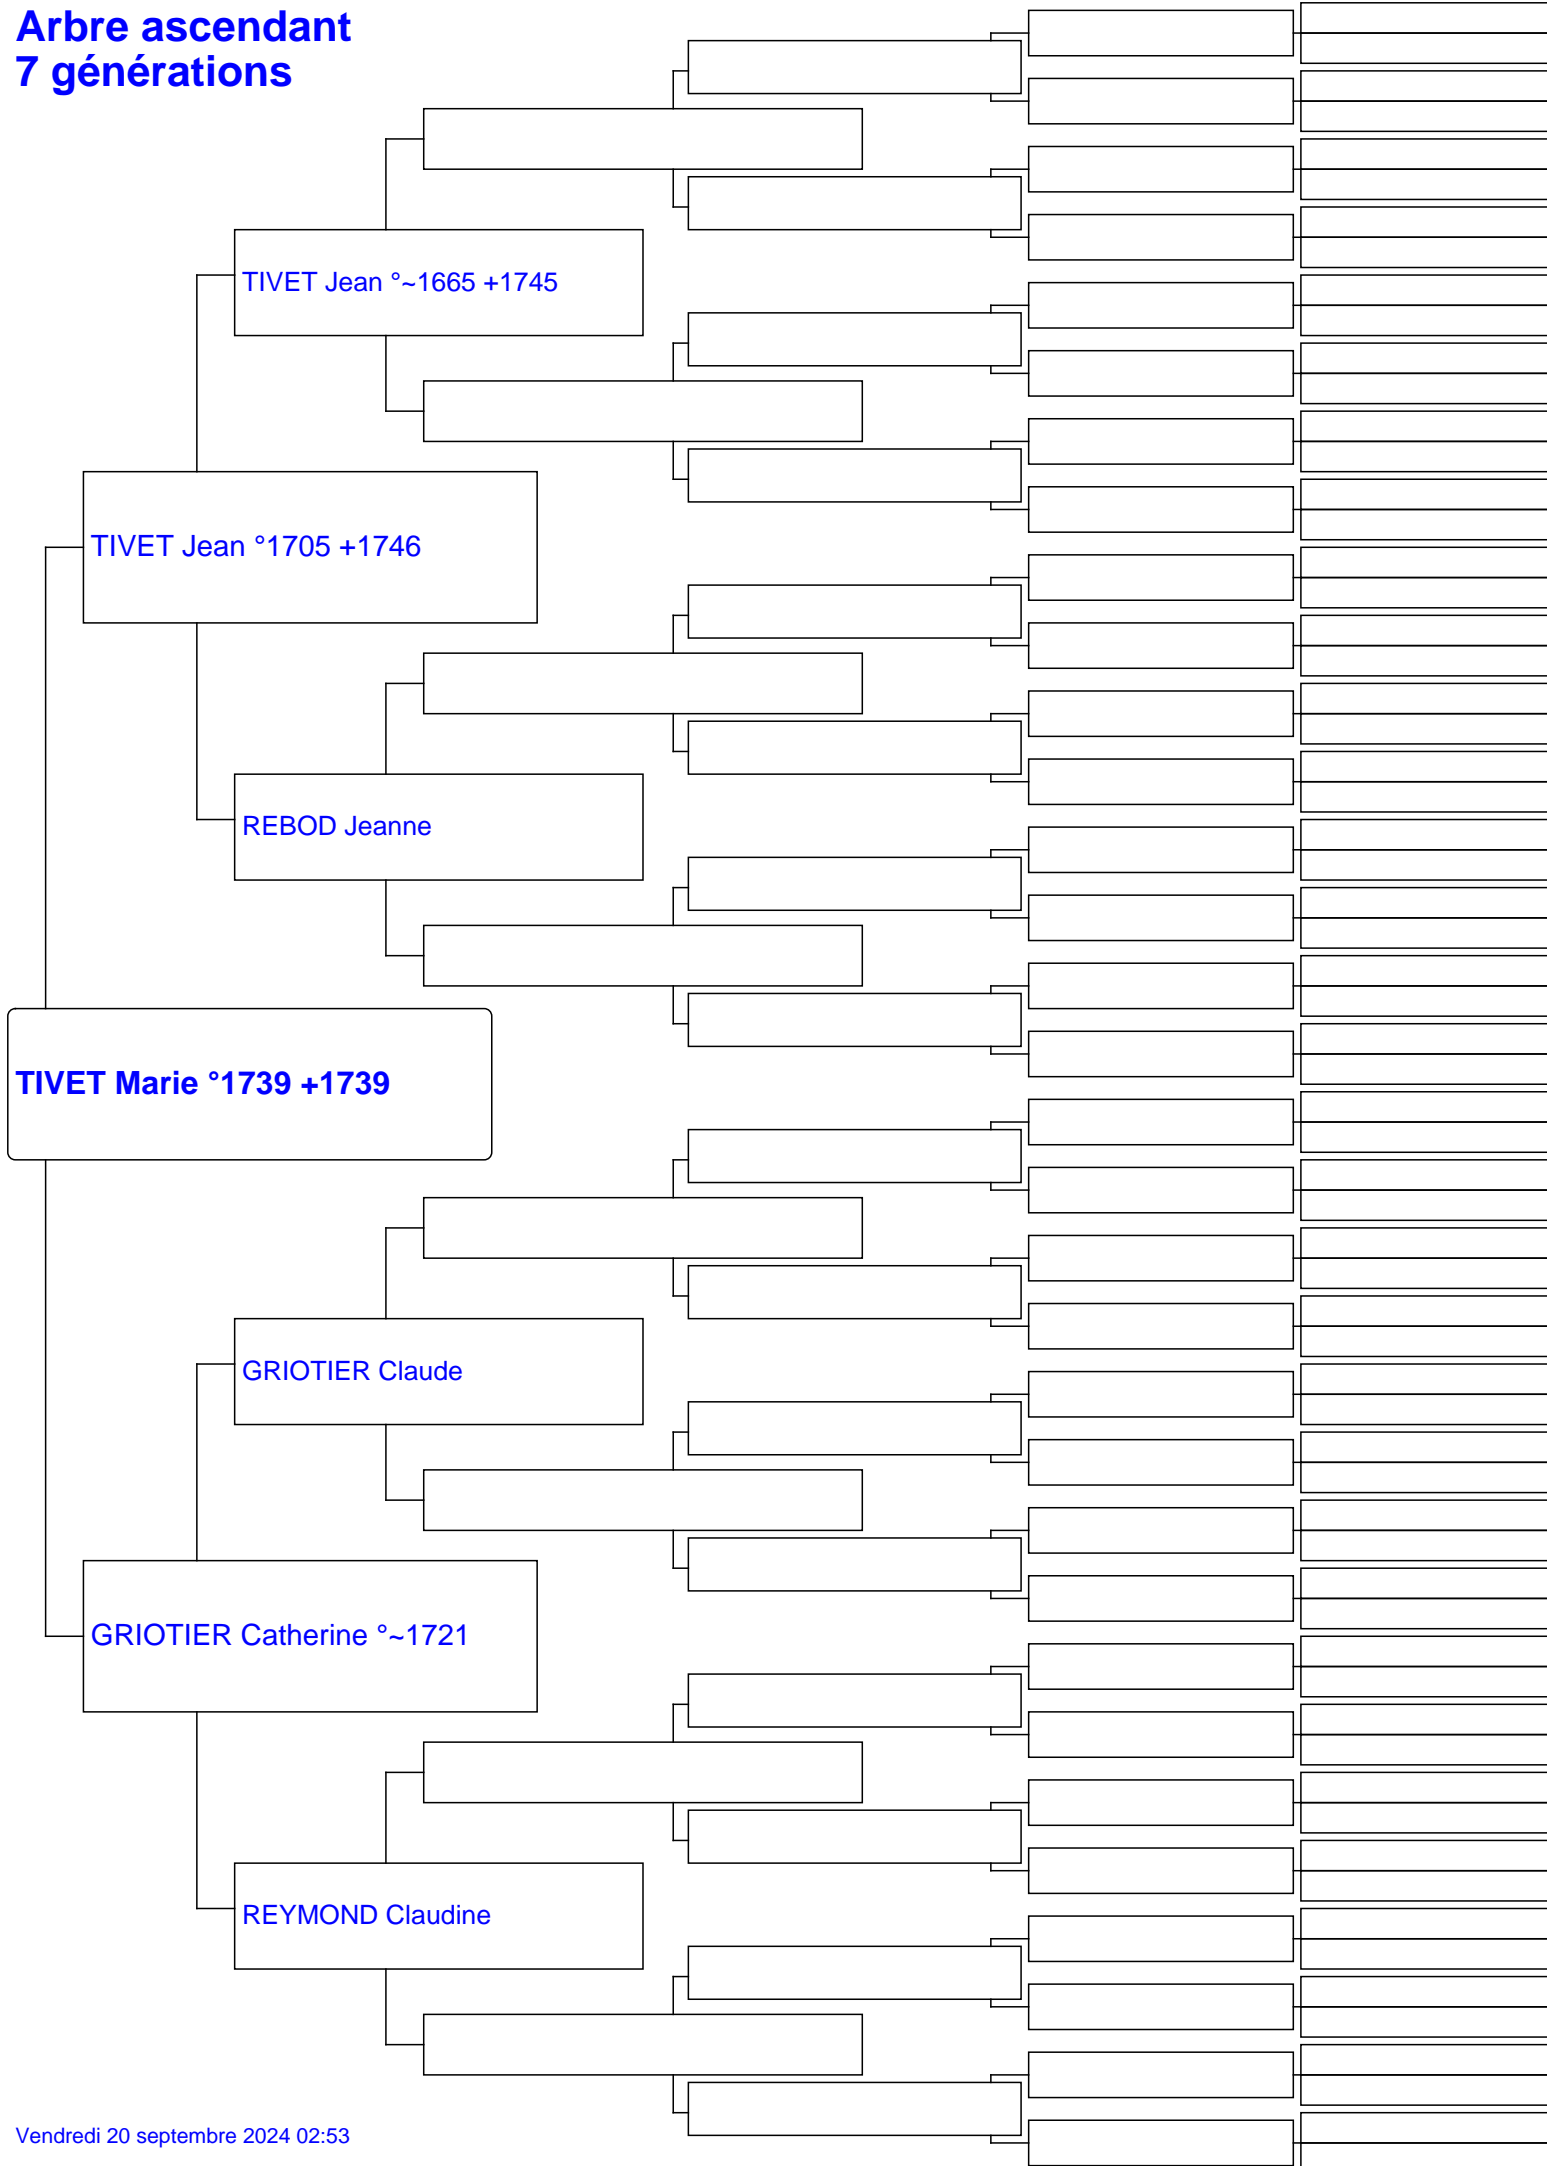 Arbre ascendant
7 générations
TIVET Jean °~1665 +1745
TIVET Jean °1705 +1746
REBOD Jeanne
TIVET Marie °1739 +1739
GRIOTIER Claude
GRIOTIER Catherine °~1721
REYMOND Claudine
Vendredi 20 septembre 2024 02:53